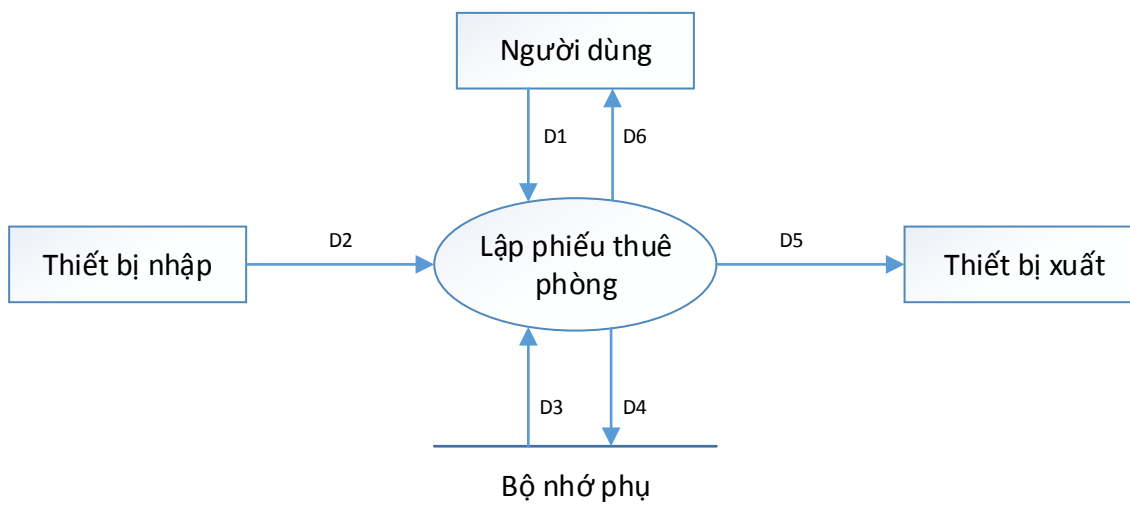 Người dùng
D1
D6
Thiết bị nhập
D2
Lập phiếu thuê
phòng
D5
Thiết bị xuất
D3
D4
Bộ nhớ phụ